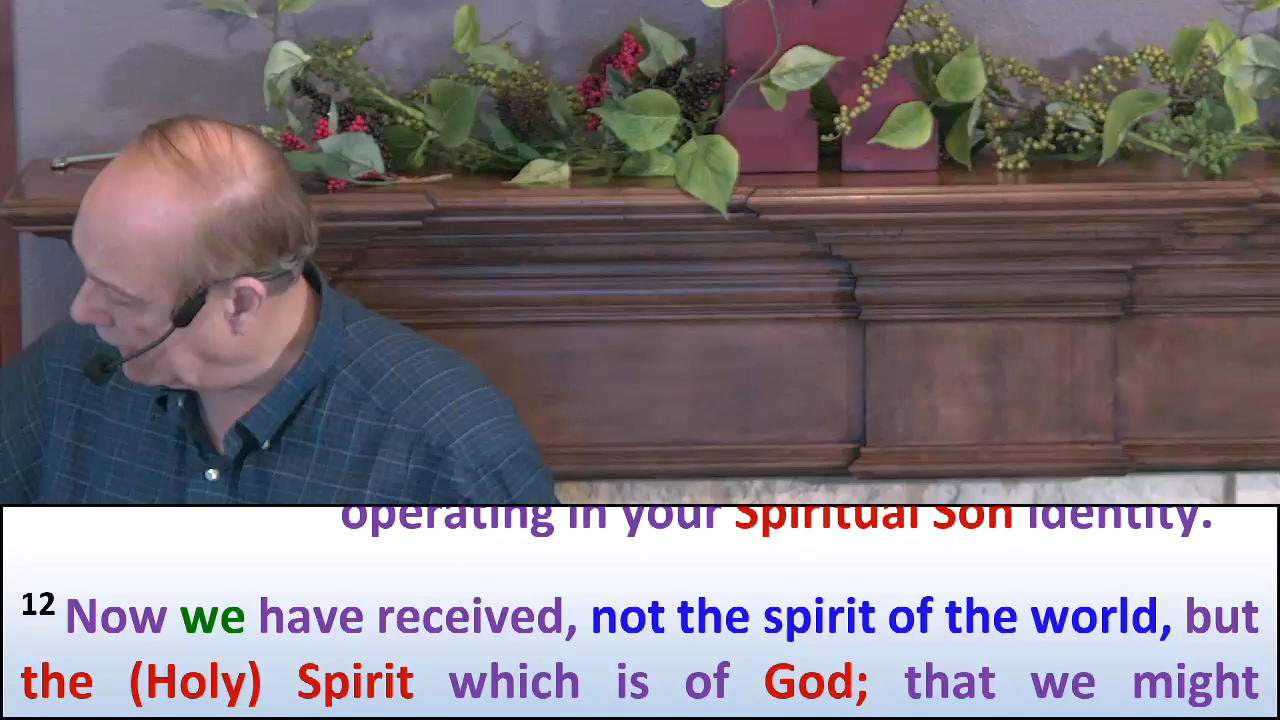 operating in your Spiritual Son Identity.
12 Now we have received, not the spirit of the world, but
the (Holy) Spirit which is of God; that we might